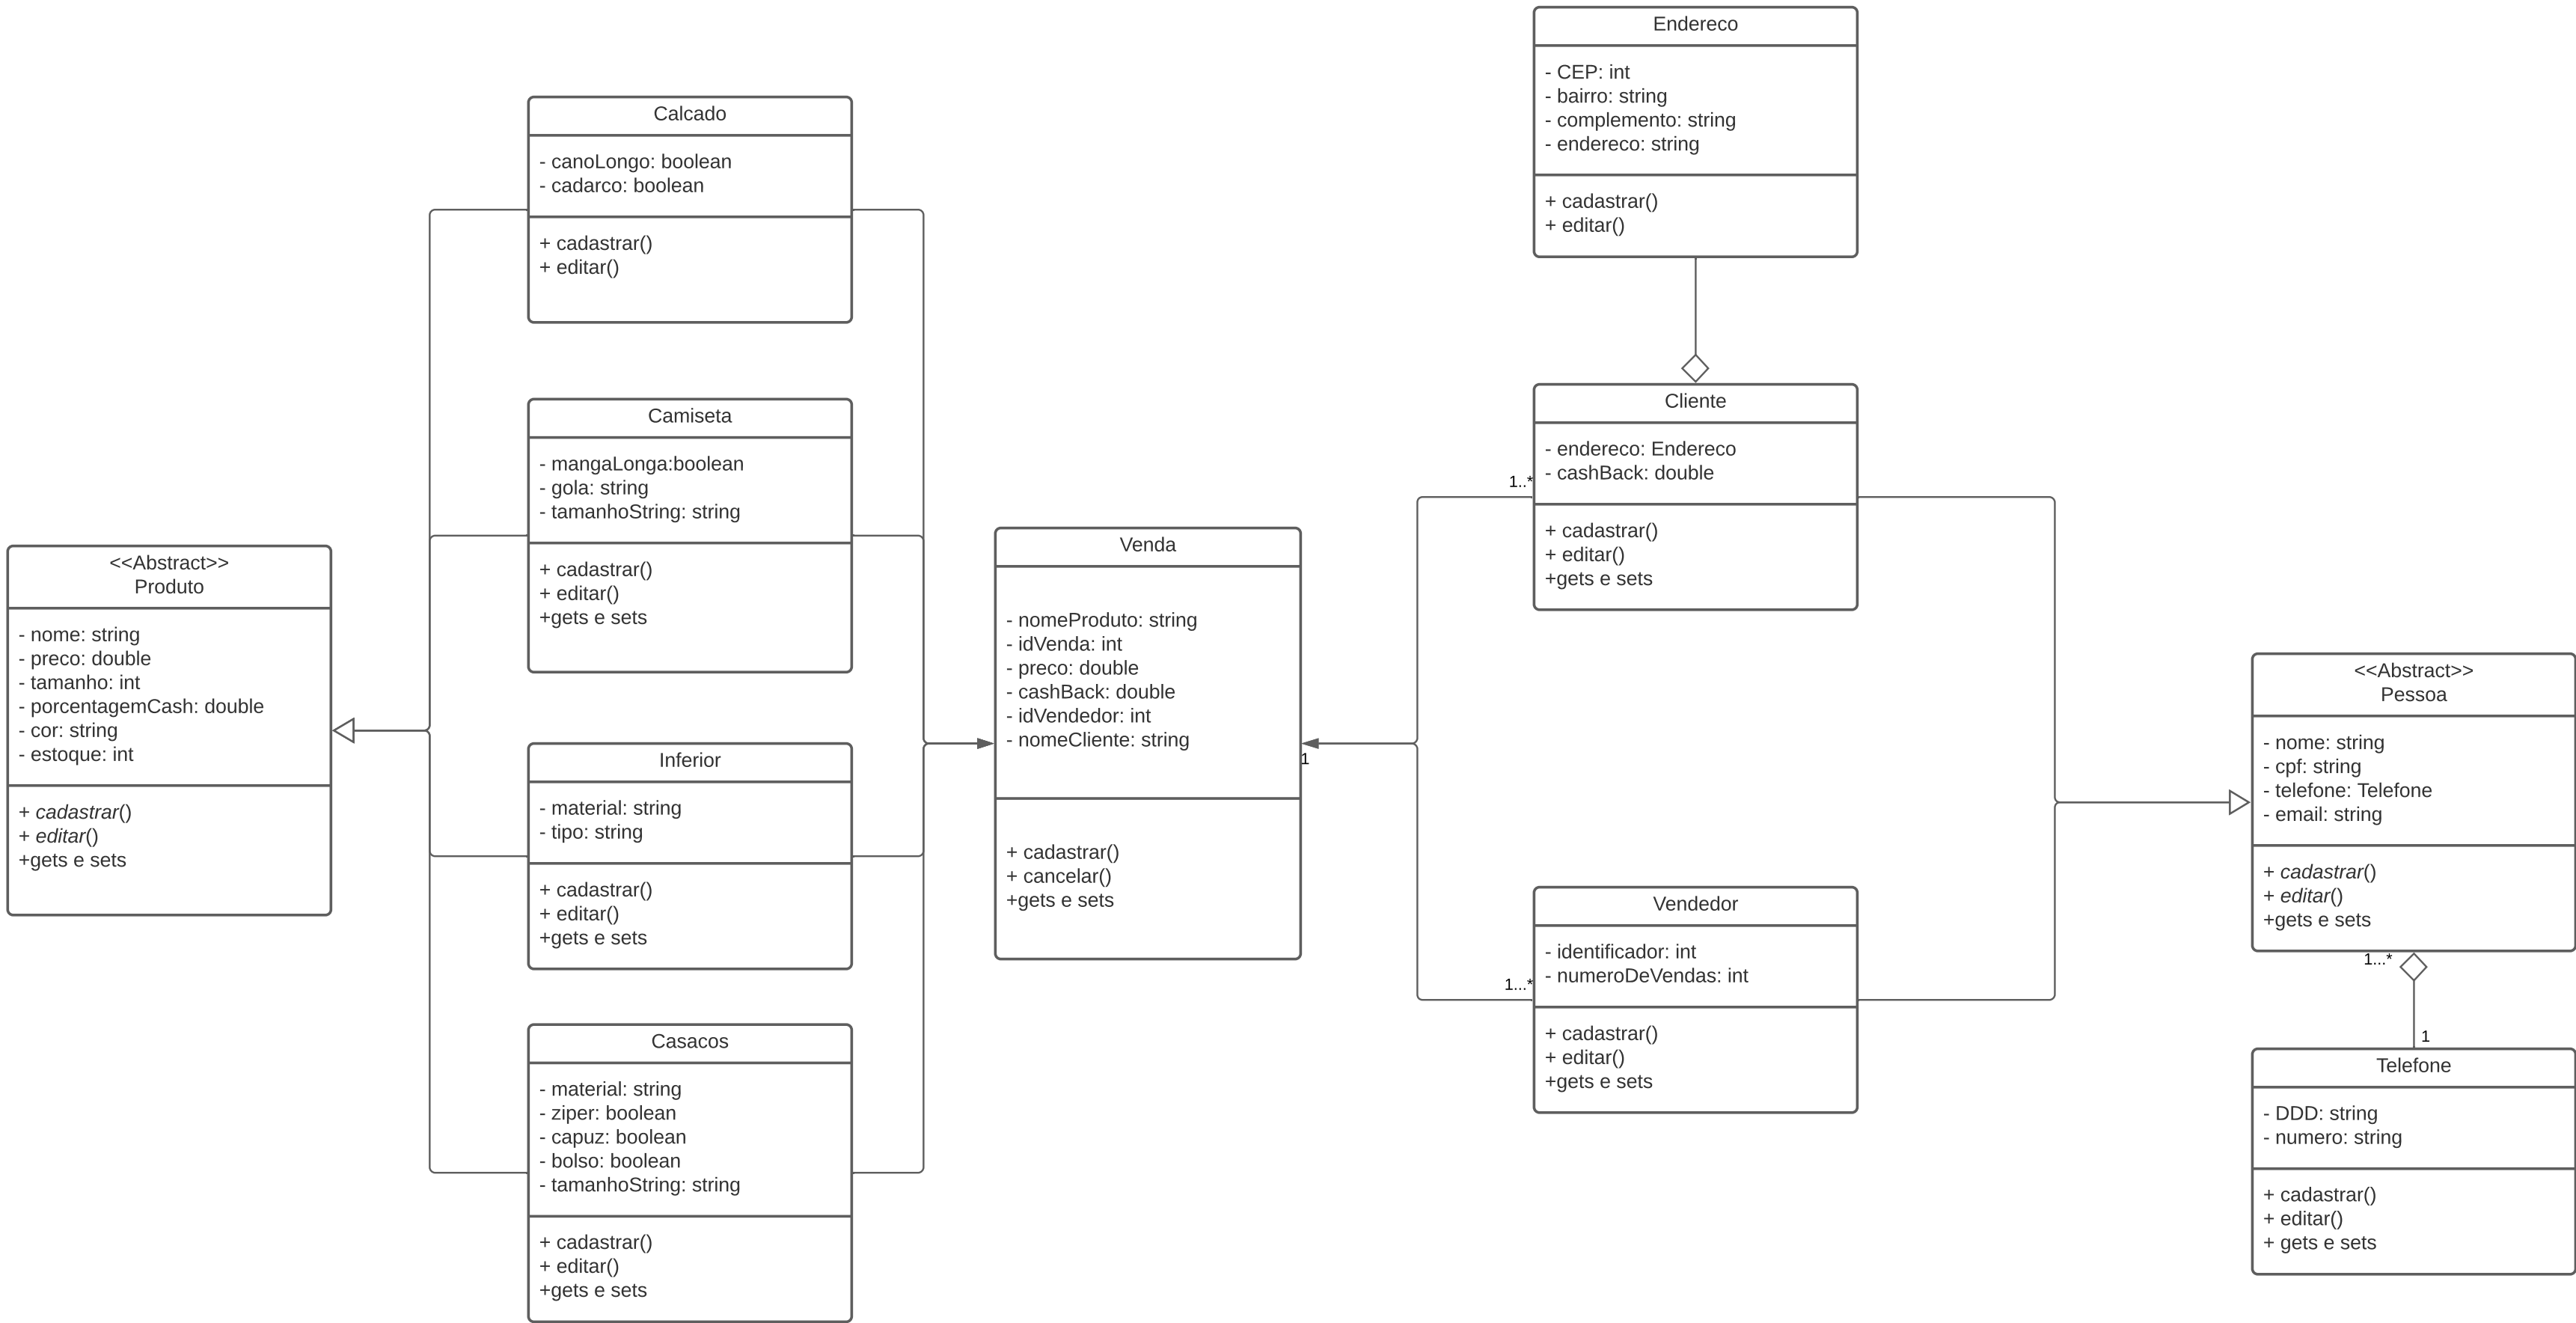 <<Abstract>>
Produto
- nome: string
- preco: double
- tamanho: int
- porcentagemCash: double
- cor: string
- estoque: int
+ cadastrar()
+ editar()
+gets e sets
Calcado
- canoLongo: boolean
- cadarco: boolean
+ cadastrar()
+ editar()
Camiseta
- mangaLonga:boolean
- gola: string
- tamanhoString: string
+ cadastrar()
+ editar()
+gets e sets
Inferior
- material: string
- tipo: string
+ cadastrar()
+ editar()
+gets e sets
Casacos
- material: string
- ziper: boolean
- capuz: boolean
- bolso: boolean
- tamanhoString: string
+ cadastrar()
+ editar()
+gets e sets
Venda
- nomeProduto: string
- idVenda: int
- preco: double
- cashBack: double
- idVendedor: int
- nomeCliente: string
+ cadastrar()
+ cancelar()
+gets e sets
1
Endereco
- CEP: int
- bairro: string
- complemento: string
- endereco: string
+ cadastrar()
+ editar()
1..*
Cliente
- endereco: Endereco
- cashBack: double
+ cadastrar()
+ editar()
+gets e sets
1...*
Vendedor
- identificador: int
- numeroDeVendas: int
+ cadastrar()
+ editar()
+gets e sets
<<Abstract>>
Pessoa
- nome: string
- cpf: string
- telefone: Telefone
- email: string
+ cadastrar()
+ editar()
+gets e sets
1...*
1
Telefone
- DDD: string
- numero: string
+ cadastrar()
+ editar()
+ gets e sets